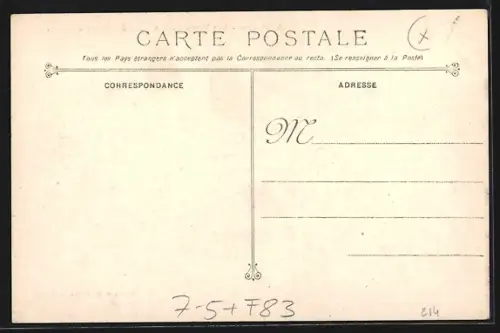 CARTE POSTALE
Tous les Pays étrangers n'acceptent pas la Correspondance au recto. (Se renseigner à la Poste)
CORRESPONDANCE
ADRESSE
M
7-5+F83
214